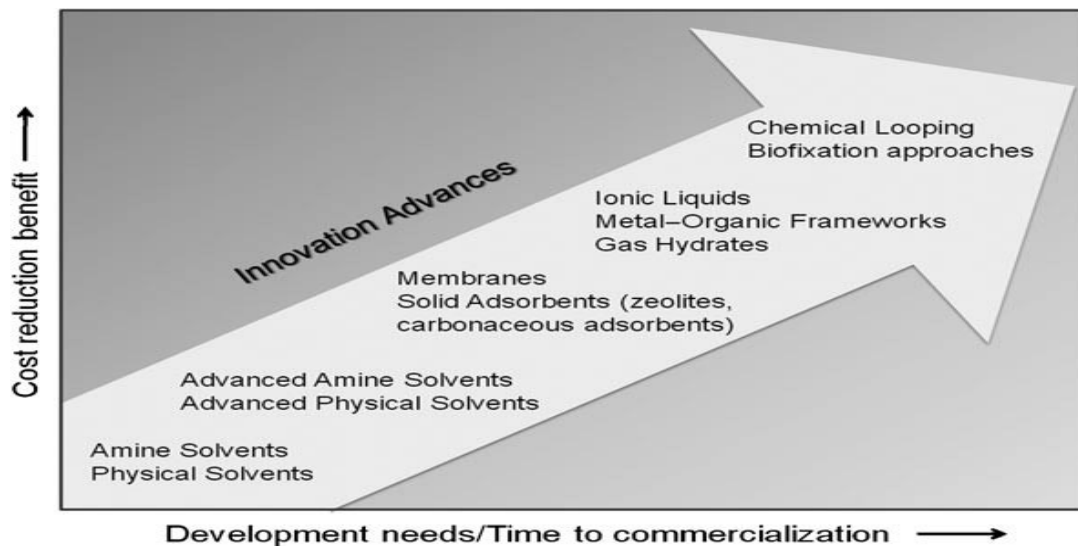 Cost reduction benefit
Innovation Advances
Chemical Looping
Biofixation approaches
Ionic Liquids
Metal–Organic Frameworks
Gas Hydrates
Membranes
Solid Adsorbents (zeolites,
carbonaceous adsorbents)
Advanced Amine Solvents
Advanced Physical Solvents
Amine Solvents
Physical Solvents
Development needs/Time to commercialization